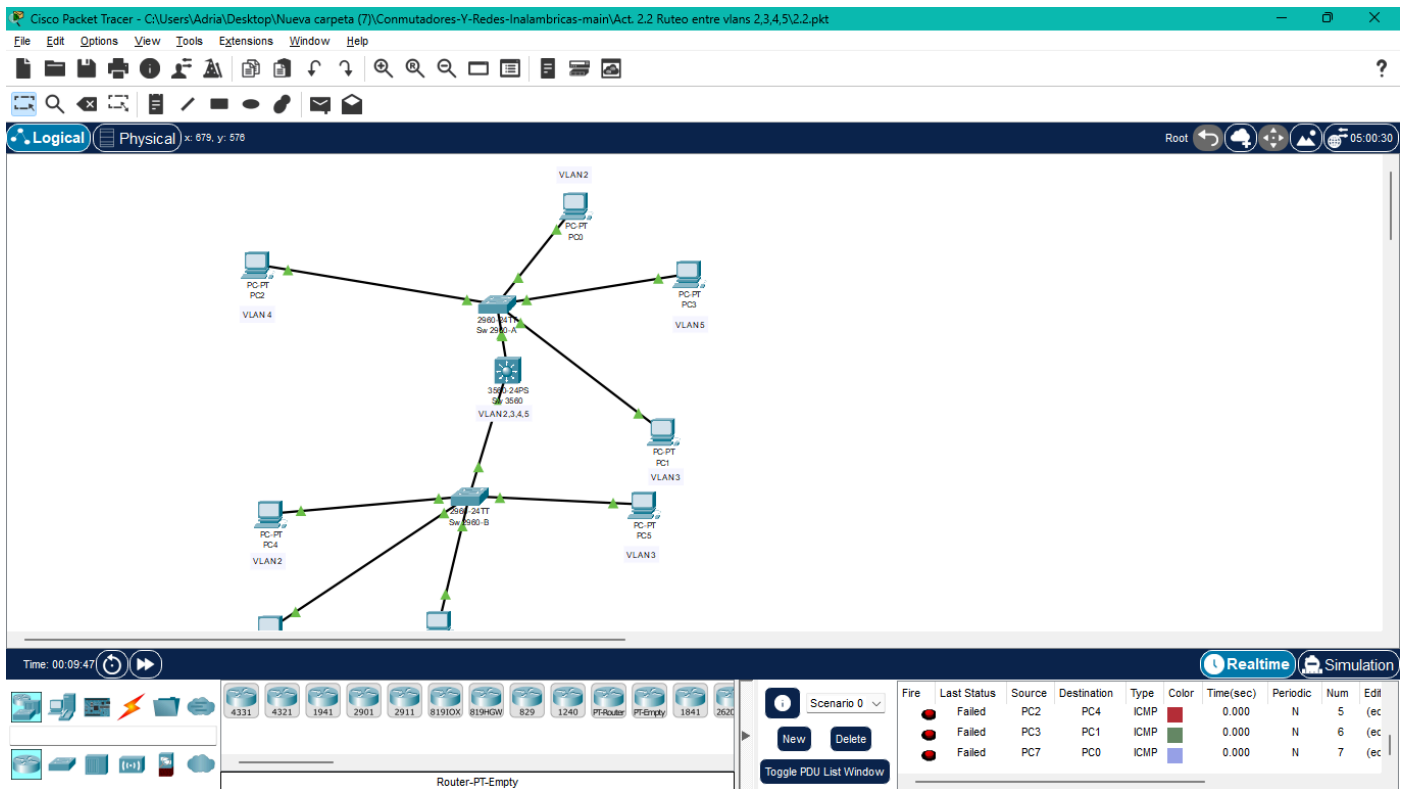 Cisco Packet Tracer - C:\Users\Adria\Desktop\Nueva carpeta (7)\Conmutadores-Y-Redes-Inalambricas-main\Act. 2.2 Ruteo entre vlans 2,3,4,5\2.2.pkt
File Edit Options View Tools Extensions Window Help
Logical Physical x: 679, y: 576 Root 05:00:30
VLAN2
PC-PT
PC0
PC-PT
PC2
VLAN 4
PC-PT
PC3
VLAN5
2960-24TT
Sw 2960-A
3560-24PS
Sw 3560
VLAN2,3,4,5
PC-PT
PC1
VLAN3
2960-24TT
Sw 2960-B
PC-PT
PC4
VLAN2
PC-PT
PC5
VLAN3
Time: 00:09:47 Realtime Simulation
4331 4321 1941 2901 2911 819IOX 819HGW 829 1240 PT-Router PT-Empty 1841 2620
Router-PT-Empty
Scenario 0
New Delete
Toggle PDU List Window
Fire Last Status Source Destination Type Color Time(sec) Periodic Num Edit
Failed PC2 PC4 ICMP 0.000 N 5 (ec
Failed PC3 PC1 ICMP 0.000 N 6 (ec
Failed PC7 PC0 ICMP 0.000 N 7 (ec